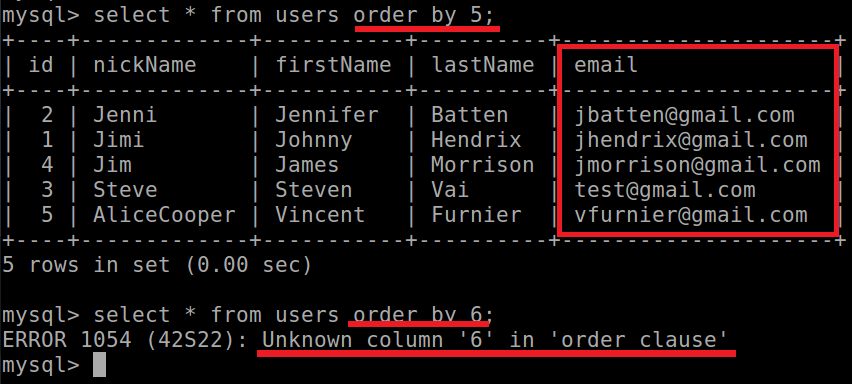 mysql> select * from users order by 5;
+----+-------------+-----------+----------+---------------------+
| id | nickName    | firstName | lastName | email               |
+----+-------------+-----------+----------+---------------------+
|  2 | Jenni       | Jennifer  | Batten   | jbatten@gmail.com   |
|  1 | Jimi        | Johnny    | Hendrix  | jhendrix@gmail.com  |
|  4 | Jim         | James     | Morrison | jmorrison@gmail.com |
|  3 | Steve       | Steven    | Vai      | test@gmail.com      |
|  5 | AliceCooper | Vincent   | Furnier  | vfurnier@gmail.com  |
+----+-------------+-----------+----------+---------------------+
5 rows in set (0.00 sec)
mysql> select * from users order by 6;
ERROR 1054 (42S22): Unknown column '6' in 'order clause'
mysql>